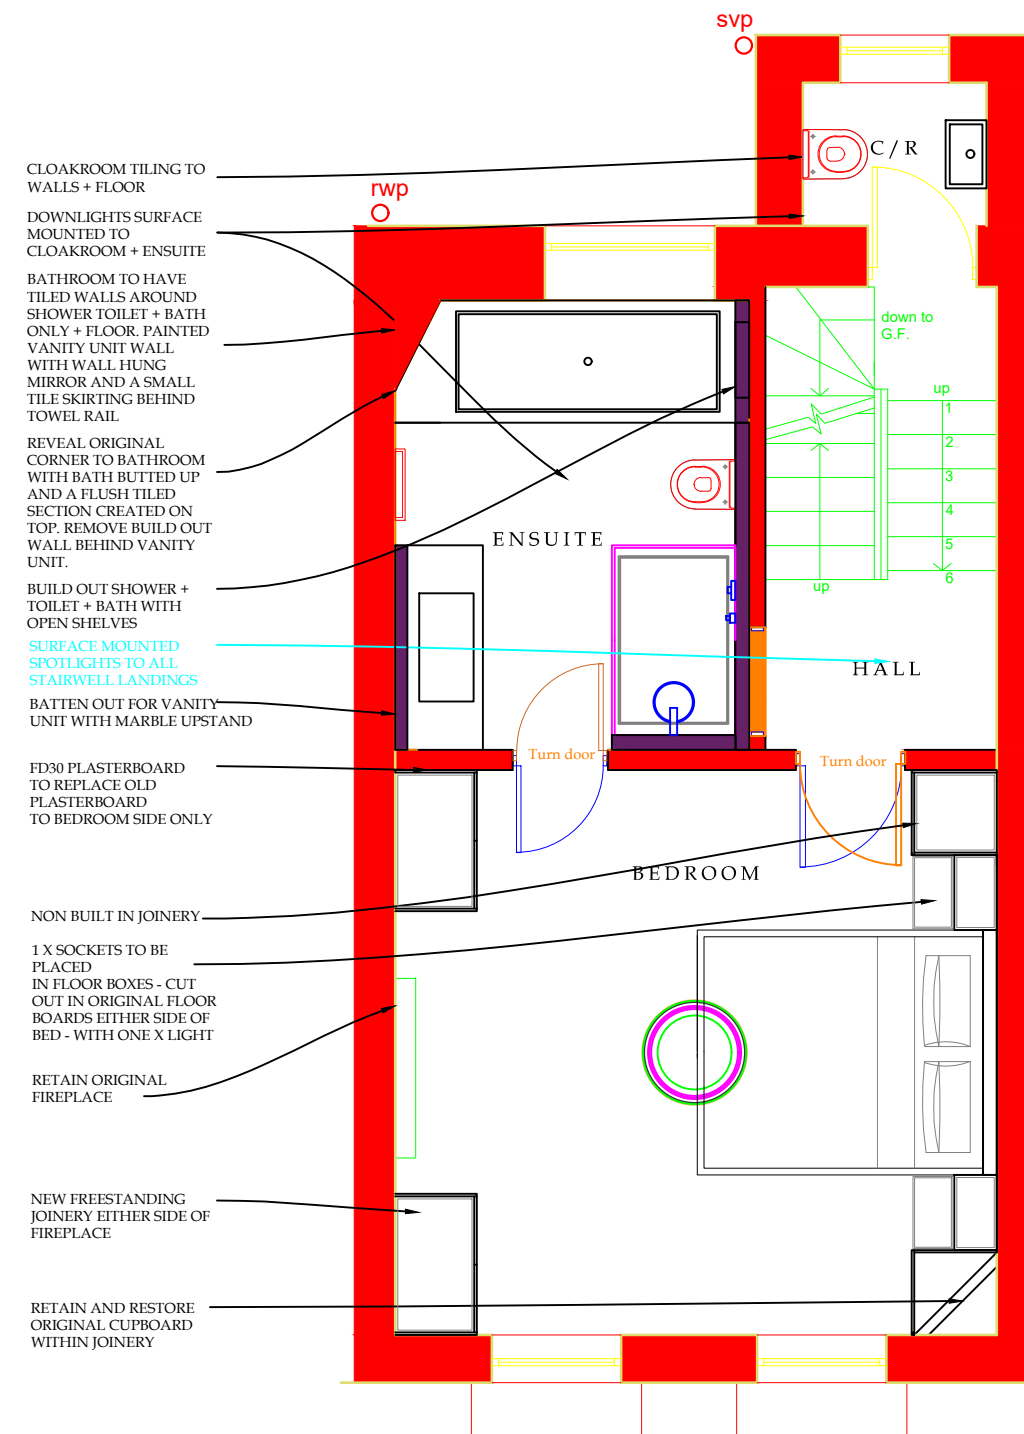 svp
C / R
CLOAKROOM TILING TO
WALLS + FLOOR
rwp
DOWNLIGHTS SURFACE
MOUNTED TO
CLOAKROOM + ENSUITE
BATHROOM TO HAVE
TILED WALLS AROUND
SHOWER TOILET + BATH
ONLY + FLOOR. PAINTED
VANITY UNIT WALL
WITH WALL HUNG
MIRROR AND A SMALL
TILE SKIRTING BEHIND
TOWEL RAIL
down to
G.F.
up
1
2
3
4
5
6
up
REVEAL ORIGINAL
CORNER TO BATHROOM
WITH BATH BUTTED UP
AND A FLUSH TILED
SECTION CREATED ON
TOP. REMOVE BUILD OUT
WALL BEHIND VANITY
UNIT.
ENSUITE
BUILD OUT SHOWER +
TOILET + BATH WITH
OPEN SHELVES
SURFACE MOUNTED
SPOTLIGHTS TO ALL
STAIRWELL LANDINGS
HALL
BATTEN OUT FOR VANITY
UNIT WITH MARBLE UPSTAND
Turn door
Turn door
FD30 PLASTERBOARD
TO REPLACE OLD
PLASTERBOARD
TO BEDROOM SIDE ONLY
BEDROOM
NON BUILT IN JOINERY
1 X SOCKETS TO BE
PLACED
IN FLOOR BOXES - CUT
OUT IN ORIGINAL FLOOR
BOARDS EITHER SIDE OF
BED - WITH ONE X LIGHT
RETAIN ORIGINAL
FIREPLACE
NEW FREESTANDING
JOINERY EITHER SIDE OF
FIREPLACE
RETAIN AND RESTORE
ORIGINAL CUPBOARD
WITHIN JOINERY